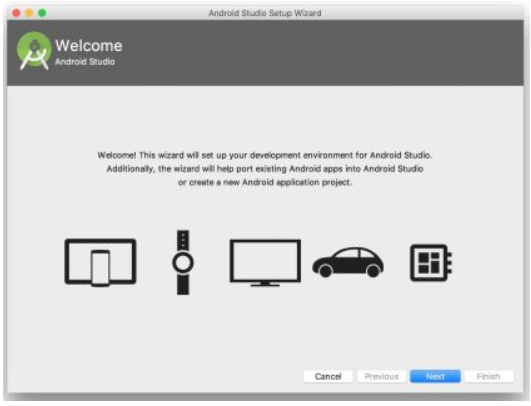 Android Studio Setup Wizard
Welcome
Android Studio
Welcome! This wizard will set up your development environment for Android Studio.
Additionally, the wizard will help port existing Android apps into Android Studio
or create a new Android application project.
Cancel Previous Next Finish